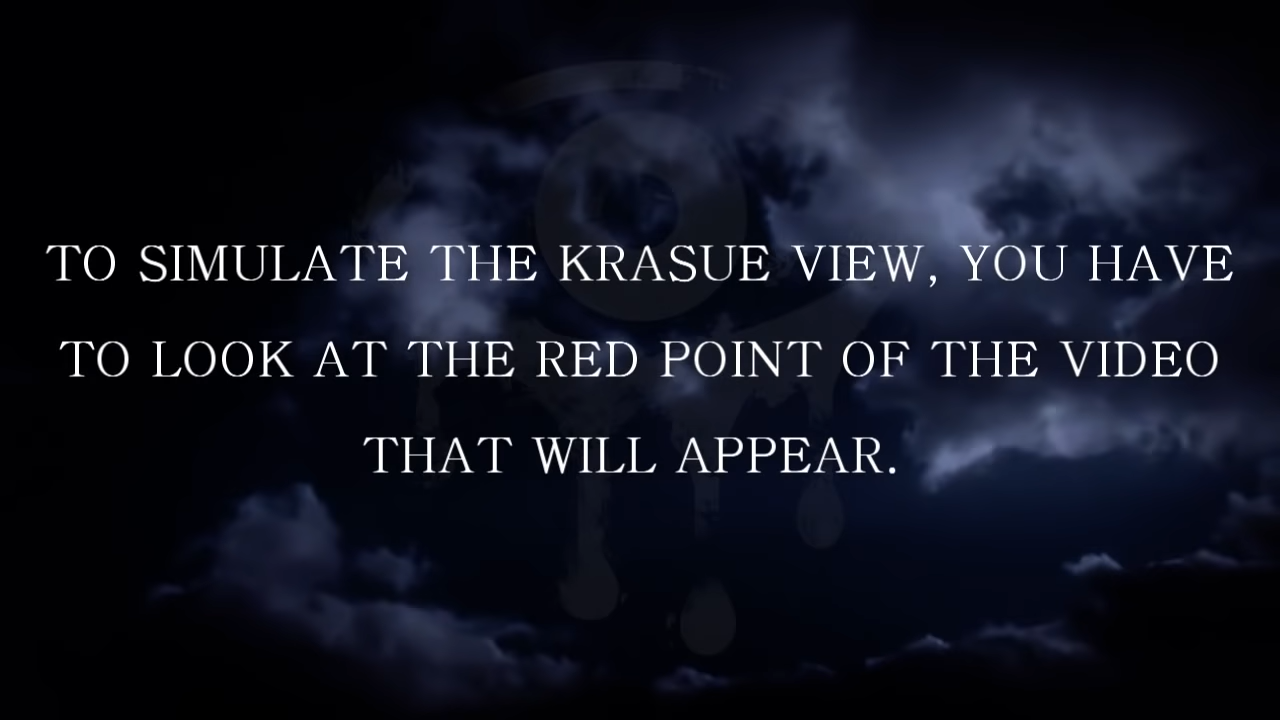 TO SIMULATE THE KRASUE VIEW, YOU HAVE
TO LOOK AT THE RED POINT OF THE VIDEO
THAT WILL APPEAR.